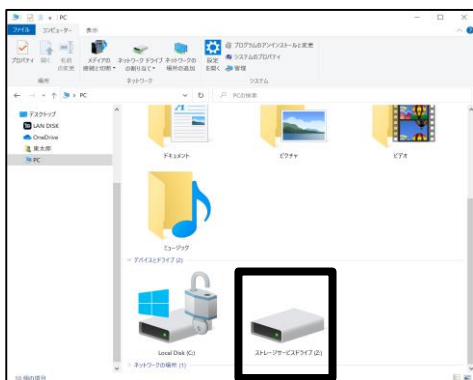 PC
ファイル
コンピューター
表示
プロパティ
開く
名前
の変更
メディアの
接続と切断
ネットワーク ドライブ
の割り当て
ネットワークの
場所の追加
設定
を開く
プログラムのアンインストールと変更
システムのプロパティ
管理
場所
ネットワーク
システム
PC
PCの検索
デスクトップ
LAN DISK
OneDrive
PC
ドキュメント
ピクチャ
ビデオ
ミュージック
デバイスとドライブ (2)
Local Disk (C:)
ストレージサービスドライブ (Z:)
ネットワークの場所 (1)
10 個の項目